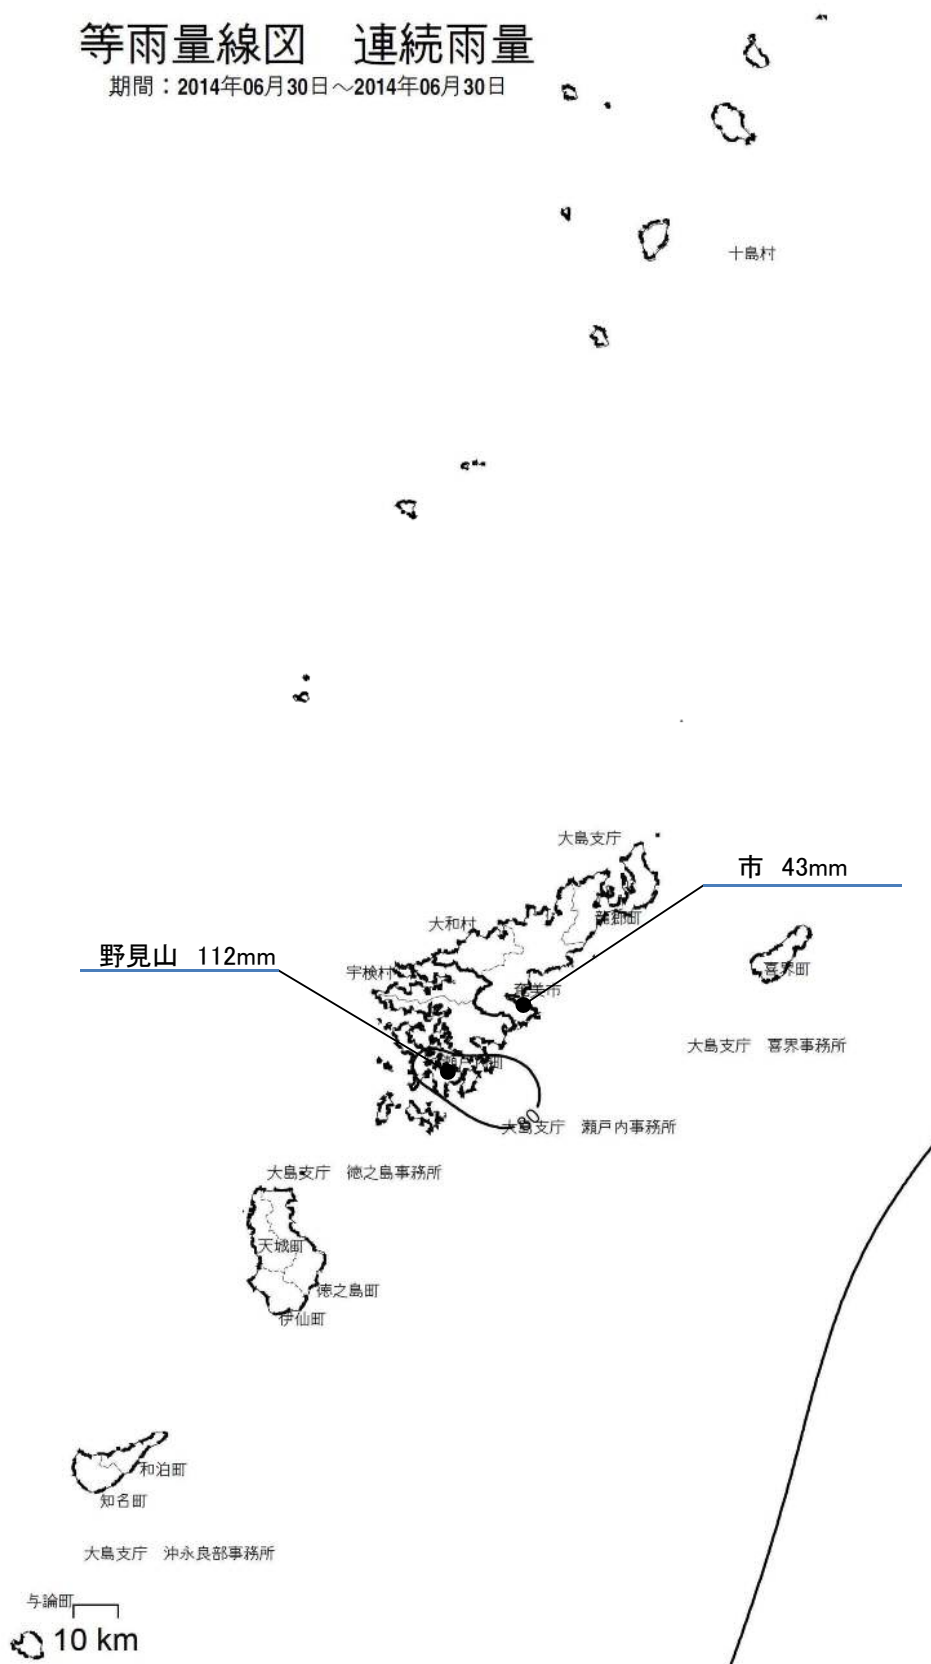 等雨量線図　連続雨量
期間：2014年06月30日～2014年06月30日
十島村
大島支庁
市　43mm
龍郷町
大和村
野見山　112mm
宇検村
喜界町
奄美市
大島支庁　喜界事務所
瀬戸内町
80
大島支庁　瀬戸内事務所
大島支庁　徳之島事務所
天城町
徳之島町
伊仙町
和泊町
知名町
大島支庁　沖永良部事務所
与論町
10 km